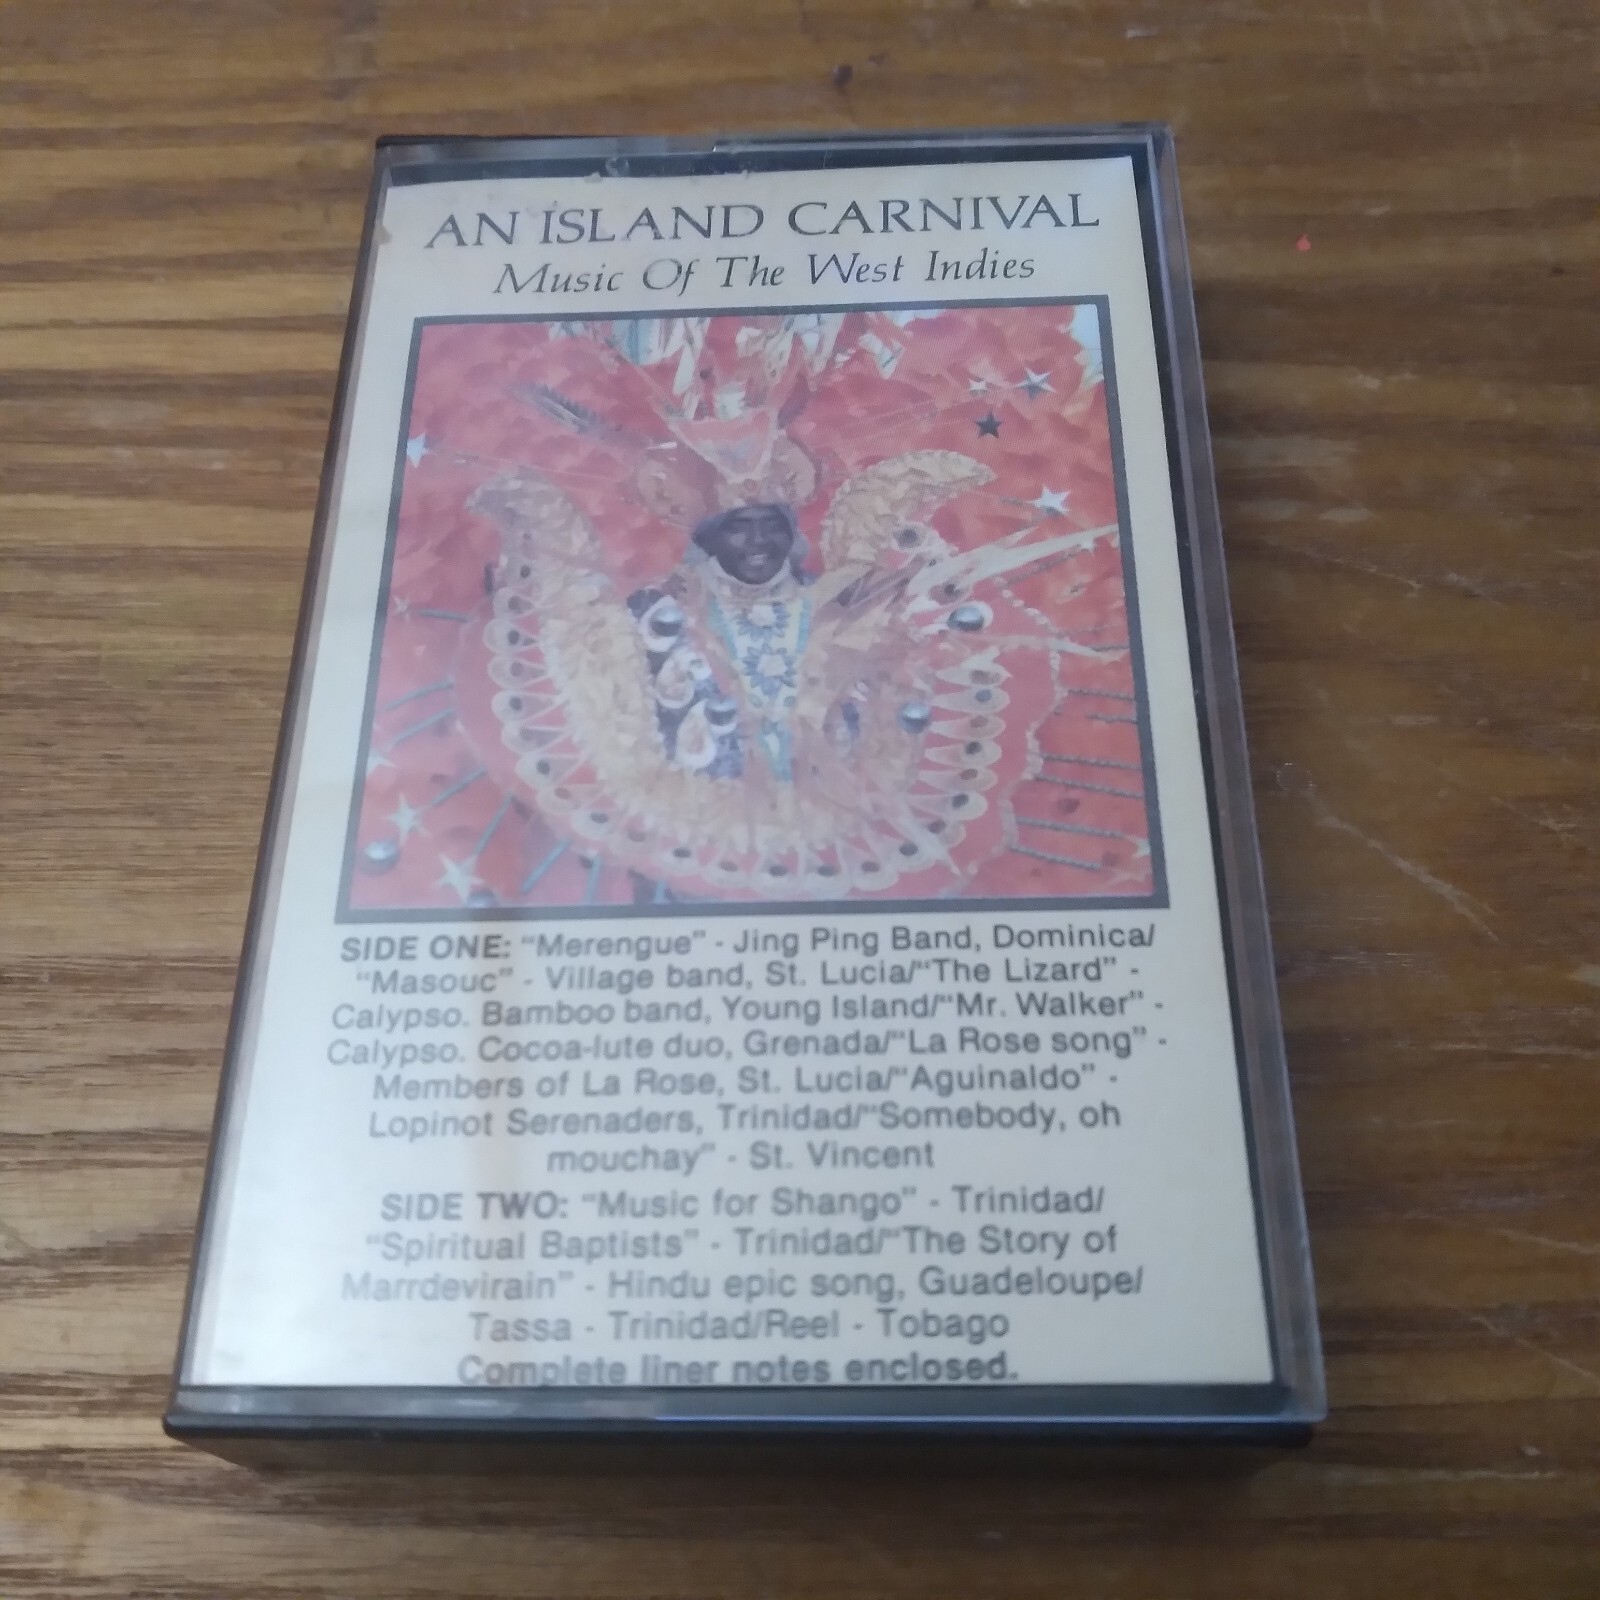 AN ISLAND CARNIVAL
Music Of The West Indies
SIDE ONE: "Merengue" - Jing Ping Band, Dominica/
"Masouc" - Village band, St. Lucia/"The Lizard" -
Calypso. Bamboo band, Young Island/"Mr. Walker" -
Calypso. Cocoa-lute duo, Grenada/"La Rose song" -
Members of La Rose, St. Lucia/"Aguinaldo" -
Lopinot Serenaders, Trinidad/"Somebody, oh
mouchay" - St. Vincent
SIDE TWO: "Music for Shango" - Trinidad/
"Spiritual Baptists" - Trinidad/"The Story of
Marrdevirain" - Hindu epic song, Guadeloupe/
Tassa - Trinidad/Reel - Tobago
Complete liner notes enclosed.